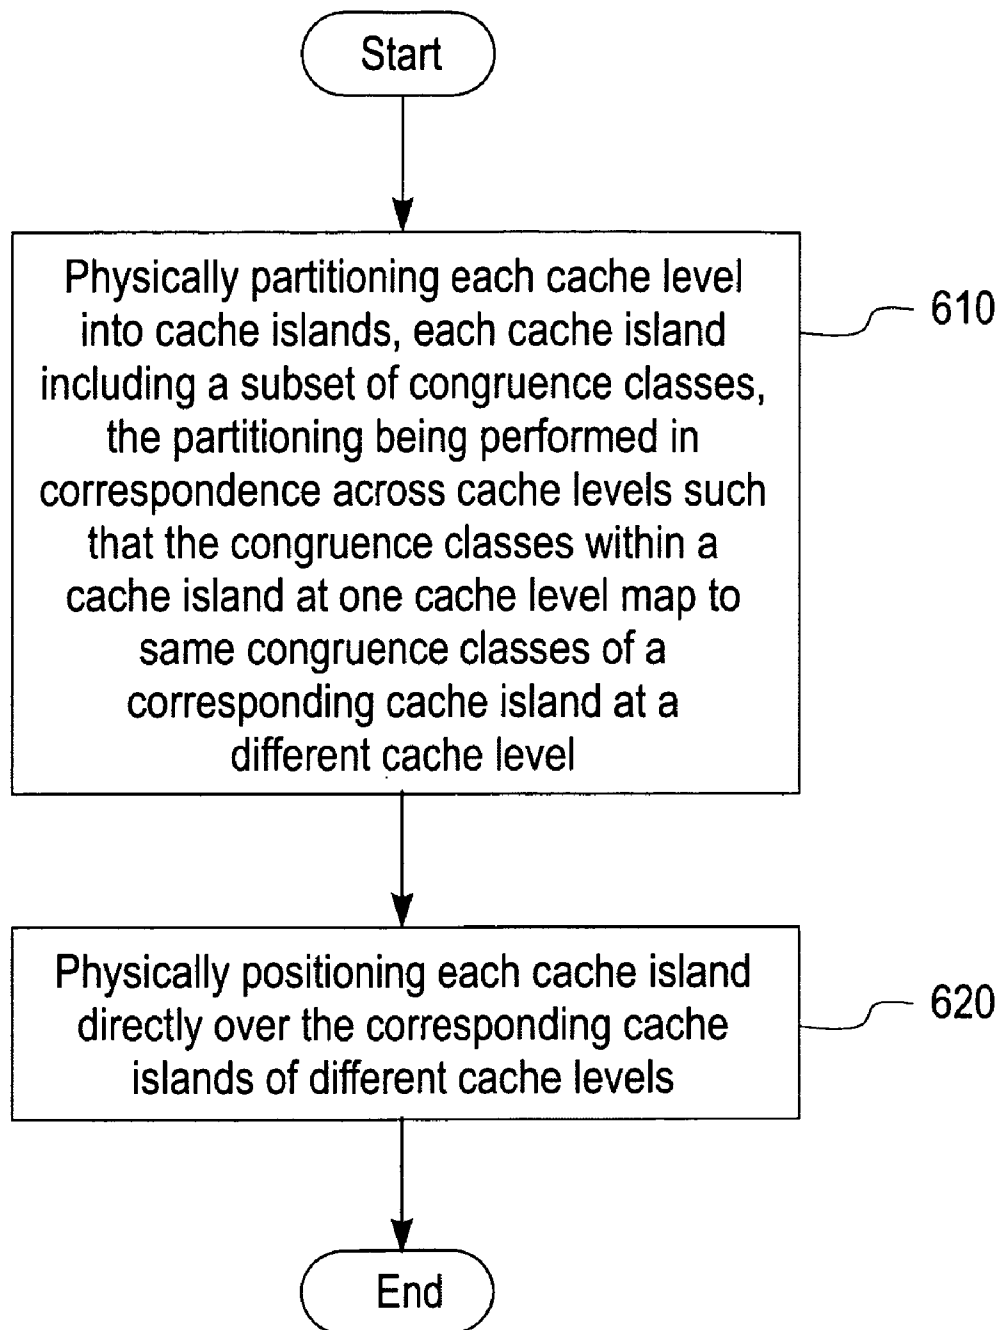 Start
Physically partitioning each cache level
into cache islands, each cache island
including a subset of congruence classes,
the partitioning being performed in
correspondence across cache levels such
that the congruence classes within a
cache island at one cache level map to
same congruence classes of a
corresponding cache island at a
different cache level
610
Physically positioning each cache island
directly over the corresponding cache
islands of different cache levels
620
End